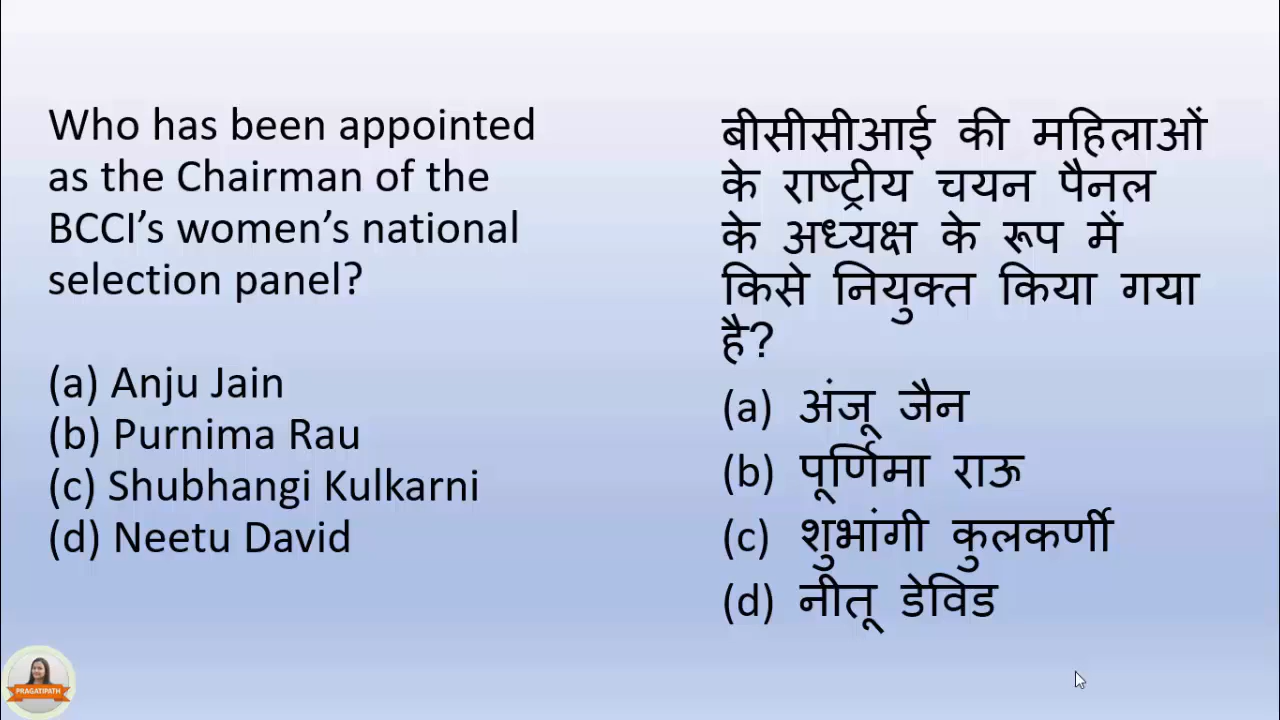 Who has been appointed
as the Chairman of the
BCCI’s women’s national
selection panel?
(a) Anju Jain
(b) Purnima Rau
(c) Shubhangi Kulkarni
(d) Neetu David
बीसीसीआई की महिलाओं
के राष्ट्रीय चयन पैनल
के अध्यक्ष के रूप में
किसे नियुक्त किया गया
है?
(a) अंजू जैन
(b) पूर्णिमा राऊ
(c) शुभांगी कुलकर्णी
(d) नीतू डेविड
PRAGATIPATH